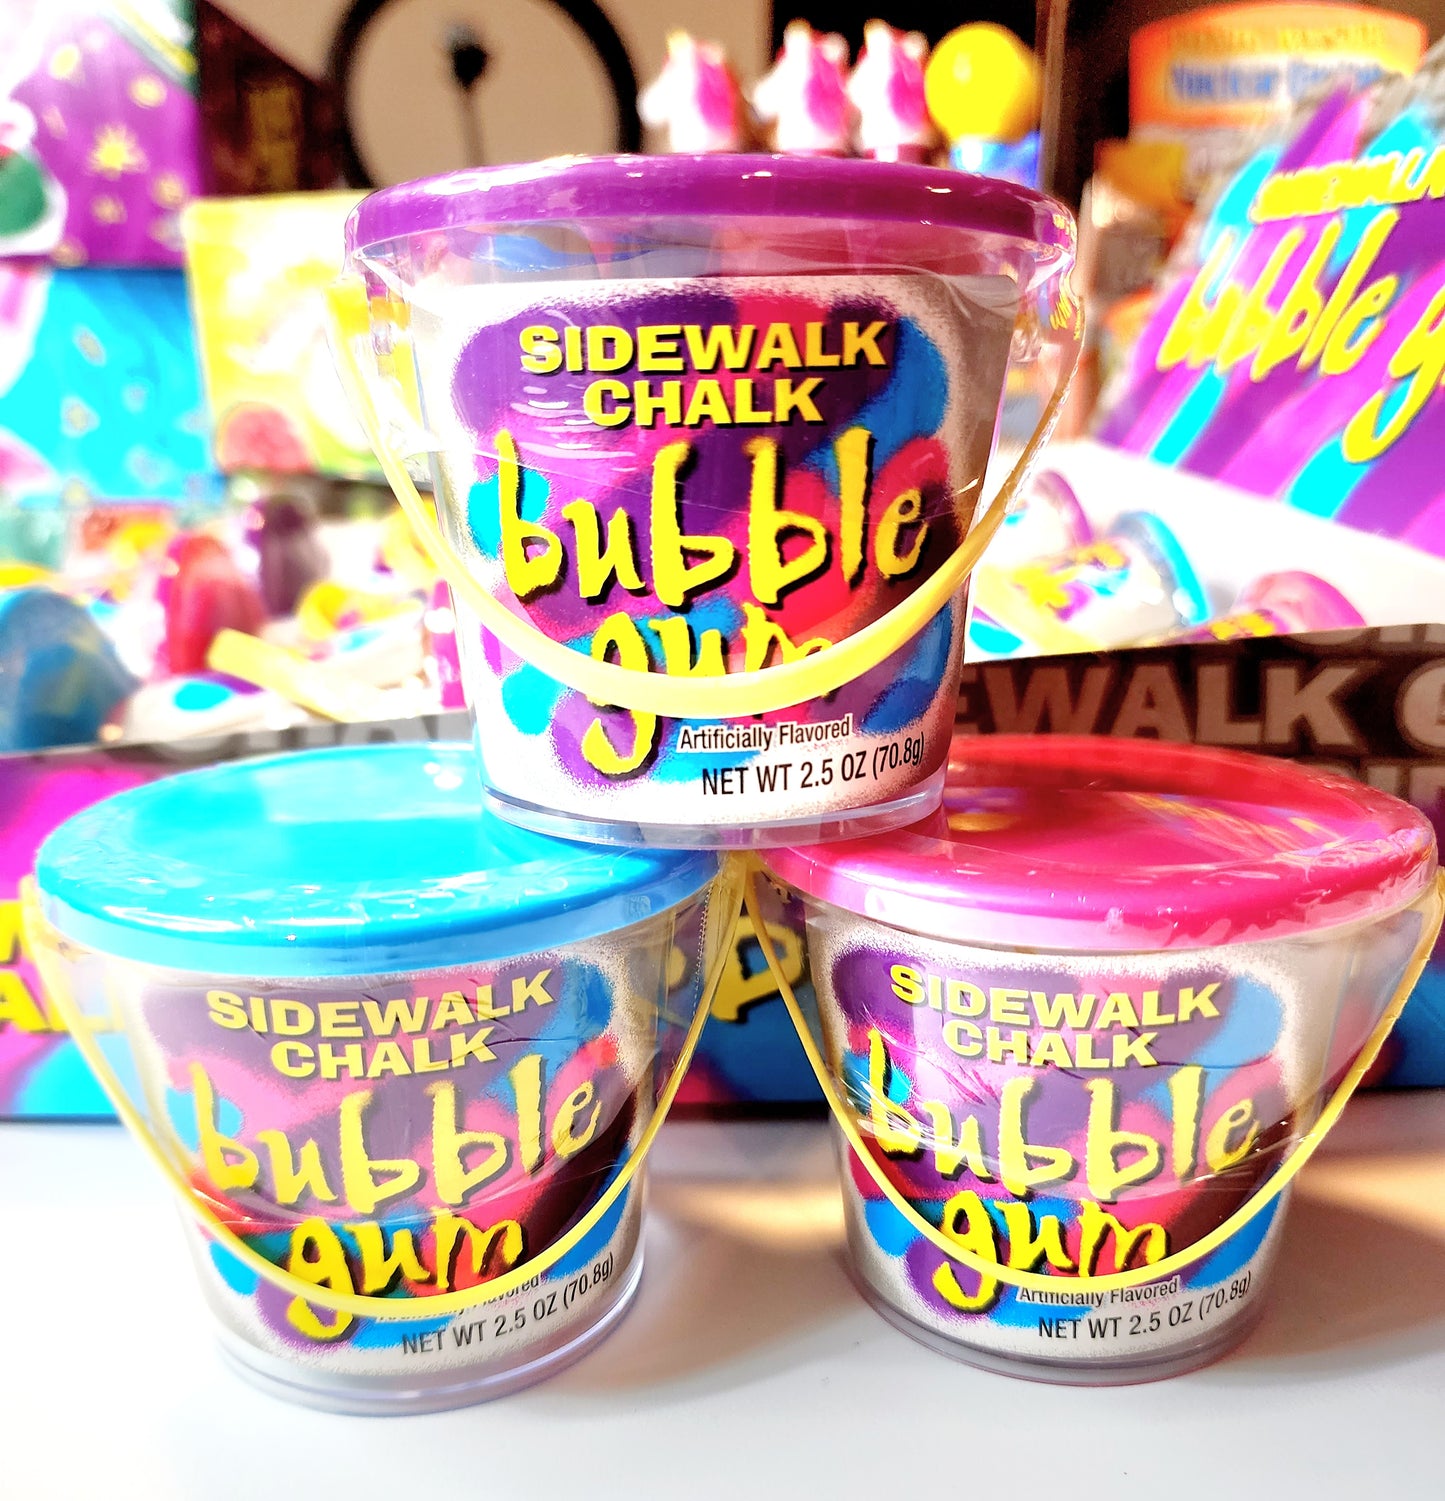 SIDEWALK
CHALK
bubble
gum
Artificially Flavored
NET WT 2.5 OZ (70.8g)
bubble g
EWALK C
SIDEWALK
CHALK
bubble
gum
NET WT 2.5 OZ (70.8g)
SIDEWALK
CHALK
bubble
gum
Artificially Flavored
NET WT 2.5 OZ (70.8g)